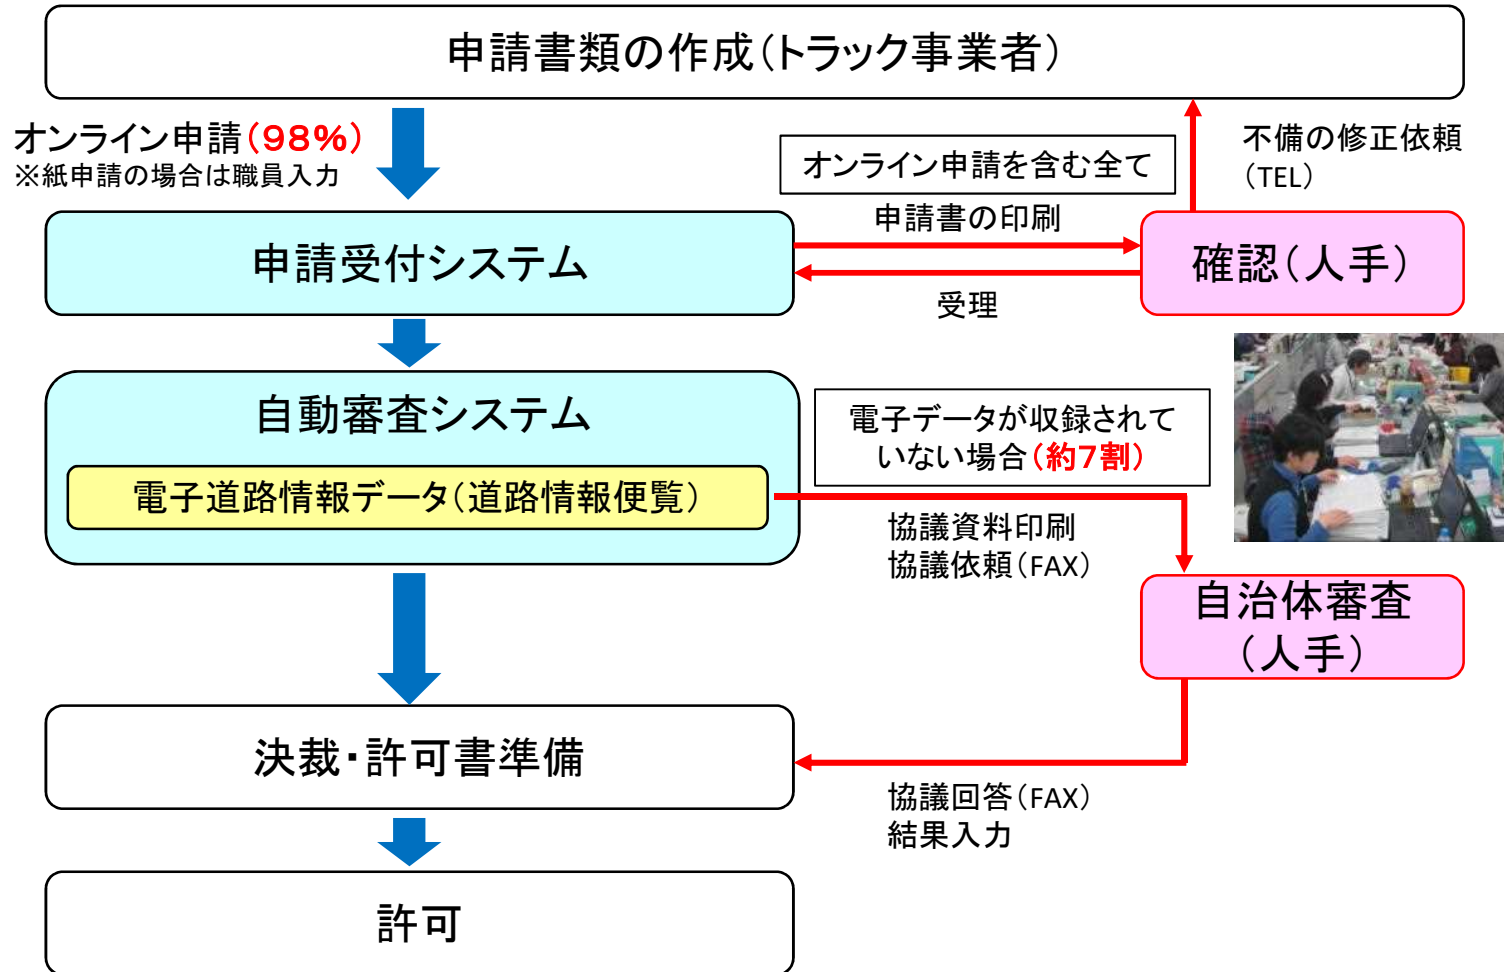 申請書類の作成（トラック事業者）
オンライン申請（９８％）
※紙申請の場合は職員入力
オンライン申請を含む全て
不備の修正依頼
（TEL）
申請書の印刷
申請受付システム
確認（人手）
受理
自動審査システム
電子道路情報データ（道路情報便覧）
電子データが収録されて
いない場合（約７割）
協議資料印刷
協議依頼（FAX）
自治体審査
（人手）
決裁・許可書準備
協議回答（FAX）
結果入力
許可